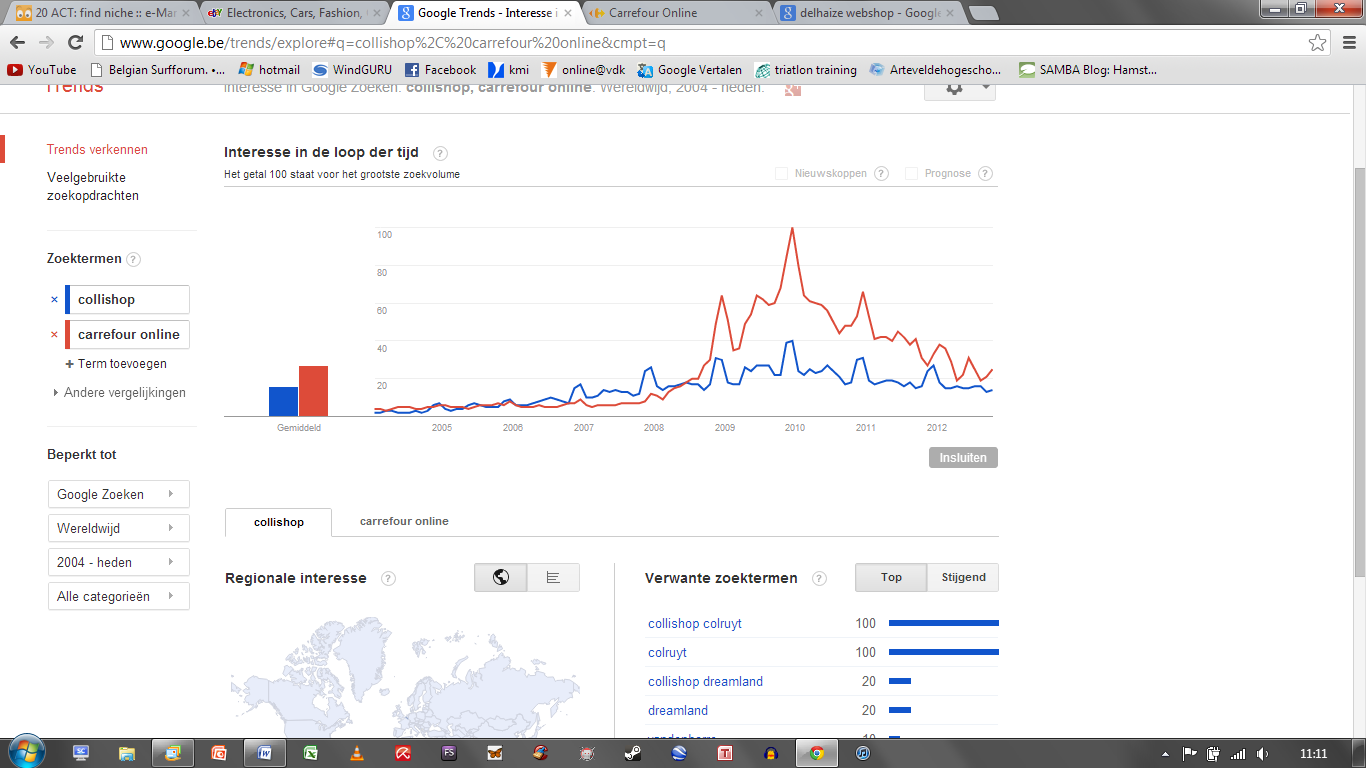 20 ACT: find niche :: e-Mar
Electronics, Cars, Fashion,
Google Trends - Interesse i
Carrefour Online
delhaize webshop - Google
www.google.be/trends/explore#q=collishop%2C%20carrefour%20online&cmpt=q
YouTube
Belgian Surfforum. •...
hotmail
WindGURU
Facebook
kmi
online@vdk
Google Vertalen
triatlon training
Arteveldehogescho...
SAMBA Blog: Hamst...
Trends
Interesse in Google Zoeken: collishop, carrefour online. Wereldwijd, 2004 - heden.
Trends verkennen
Veelgebruikte
zoekopdrachten
Zoektermen ?
collishop
carrefour online
+ Term toevoegen
Andere vergelijkingen
Beperkt tot
Google Zoeken
Wereldwijd
2004 - heden
Alle categorieën
Interesse in de loop der tijd ?
Het getal 100 staat voor het grootste zoekvolume
Nieuwskoppen ?
Prognose ?
100
80
60
40
20
Gemiddeld
2005 2006 2007 2008 2009 2010 2011 2012
Insluiten
collishop
carrefour online
Regionale interesse ?
Verwante zoektermen ?
Top
Stijgend
collishop colruyt 100
colruyt 100
collishop dreamland 20
dreamland 20
11:11